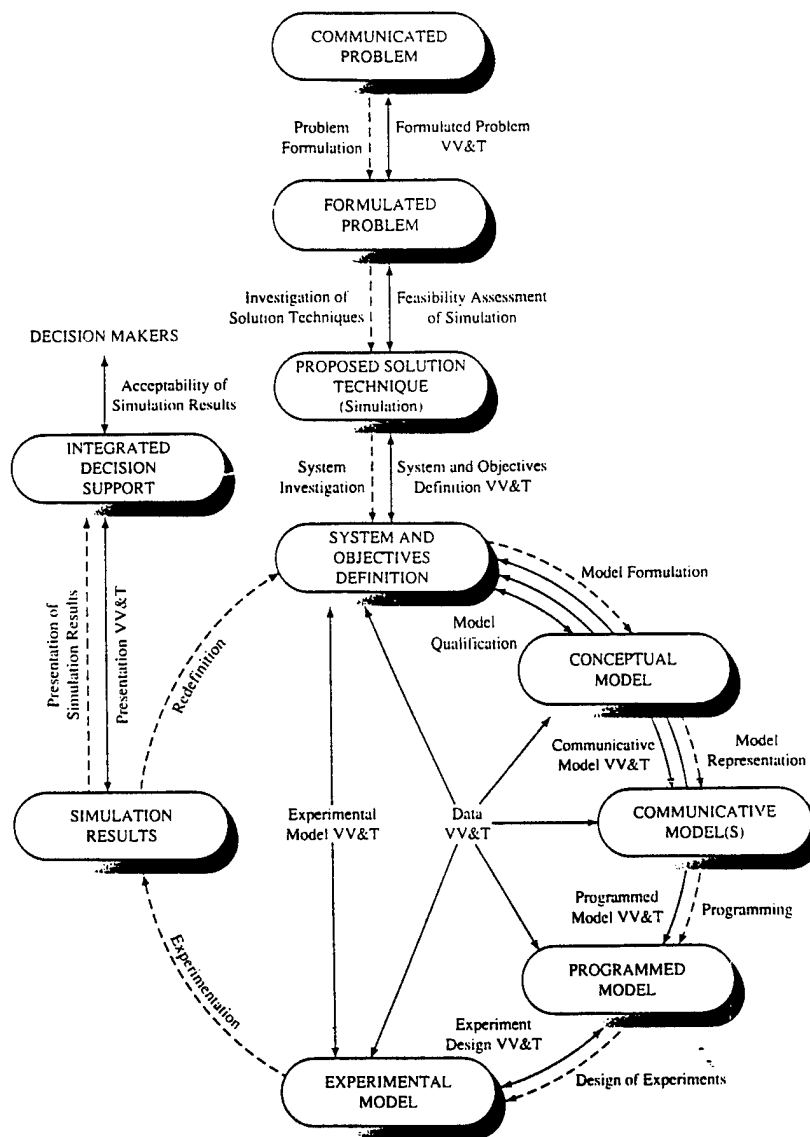 COMMUNICATED
PROBLEM
Problem
Formulation
Formulated Problem
VV&T
FORMULATED
PROBLEM
Investigation of
Solution Techniques
Feasibility Assessment
of Simulation
DECISION MAKERS
PROPOSED SOLUTION
TECHNIQUE
(Simulation)
Acceptability of
Simulation Results
INTEGRATED
DECISION
SUPPORT
System
Investigation
System and Objectives
Definition VV&T
SYSTEM AND
OBJECTIVES
DEFINITION
Model Formulation
Model
Qualification
Presentation of
Simulation Results
Presentation VV&T
Redefinition
CONCEPTUAL
MODEL
Communicative
Model VV&T
Model
Representation
SIMULATION
RESULTS
Experimental
Model VV&T
Data
VV&T
COMMUNICATIVE
MODEL(S)
Programmed
Model VV&T
Programming
Experimentation
PROGRAMMED
MODEL
Experiment
Design VV&T
Design of Experiments
EXPERIMENTAL
MODEL